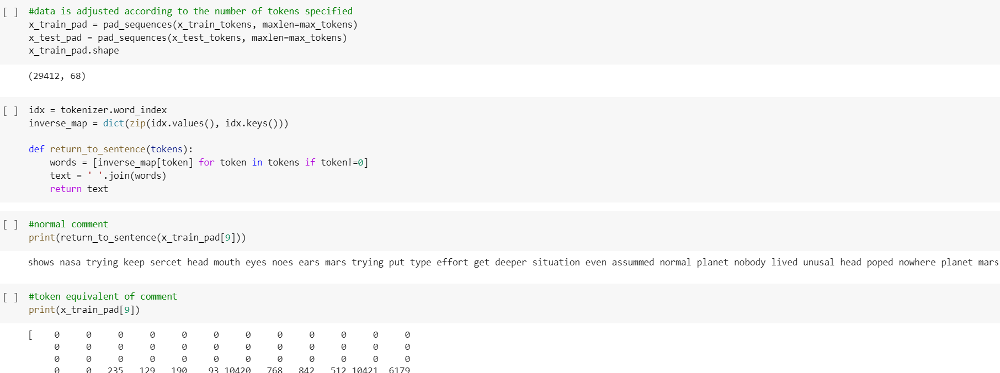 [ ] #data is adjusted according to the number of tokens specified
x_train_pad = pad_sequences(x_train_tokens, maxlen=max_tokens)
x_test_pad = pad_sequences(x_test_tokens, maxlen=max_tokens)
x_train_pad.shape
(29412, 68)
[ ] idx = tokenizer.word_index
inverse_map = dict(zip(idx.values(), idx.keys()))
def return_to_sentence(tokens):
words = [inverse_map[token] for token in tokens if token!=0]
text = ' '.join(words)
return text
[ ] #normal comment
print(return_to_sentence(x_train_pad[9]))
shows nasa trying keep sercet head mouth eyes noes ears mars trying put type effort get deeper situation even assummed normal planet nobody lived unusal head poped nowhere planet mars
[ ] #token equivalent of comment
print(x_train_pad[9])
[ 0 0 0 0 0 0 0 0 0 0 0 0
0 0 0 0 0 0 0 0 0 0 0 0
0 0 0 0 0 0 0 0 0 0 0 0
0 0 235 129 190 93 10420 768 842 512 10421 6179